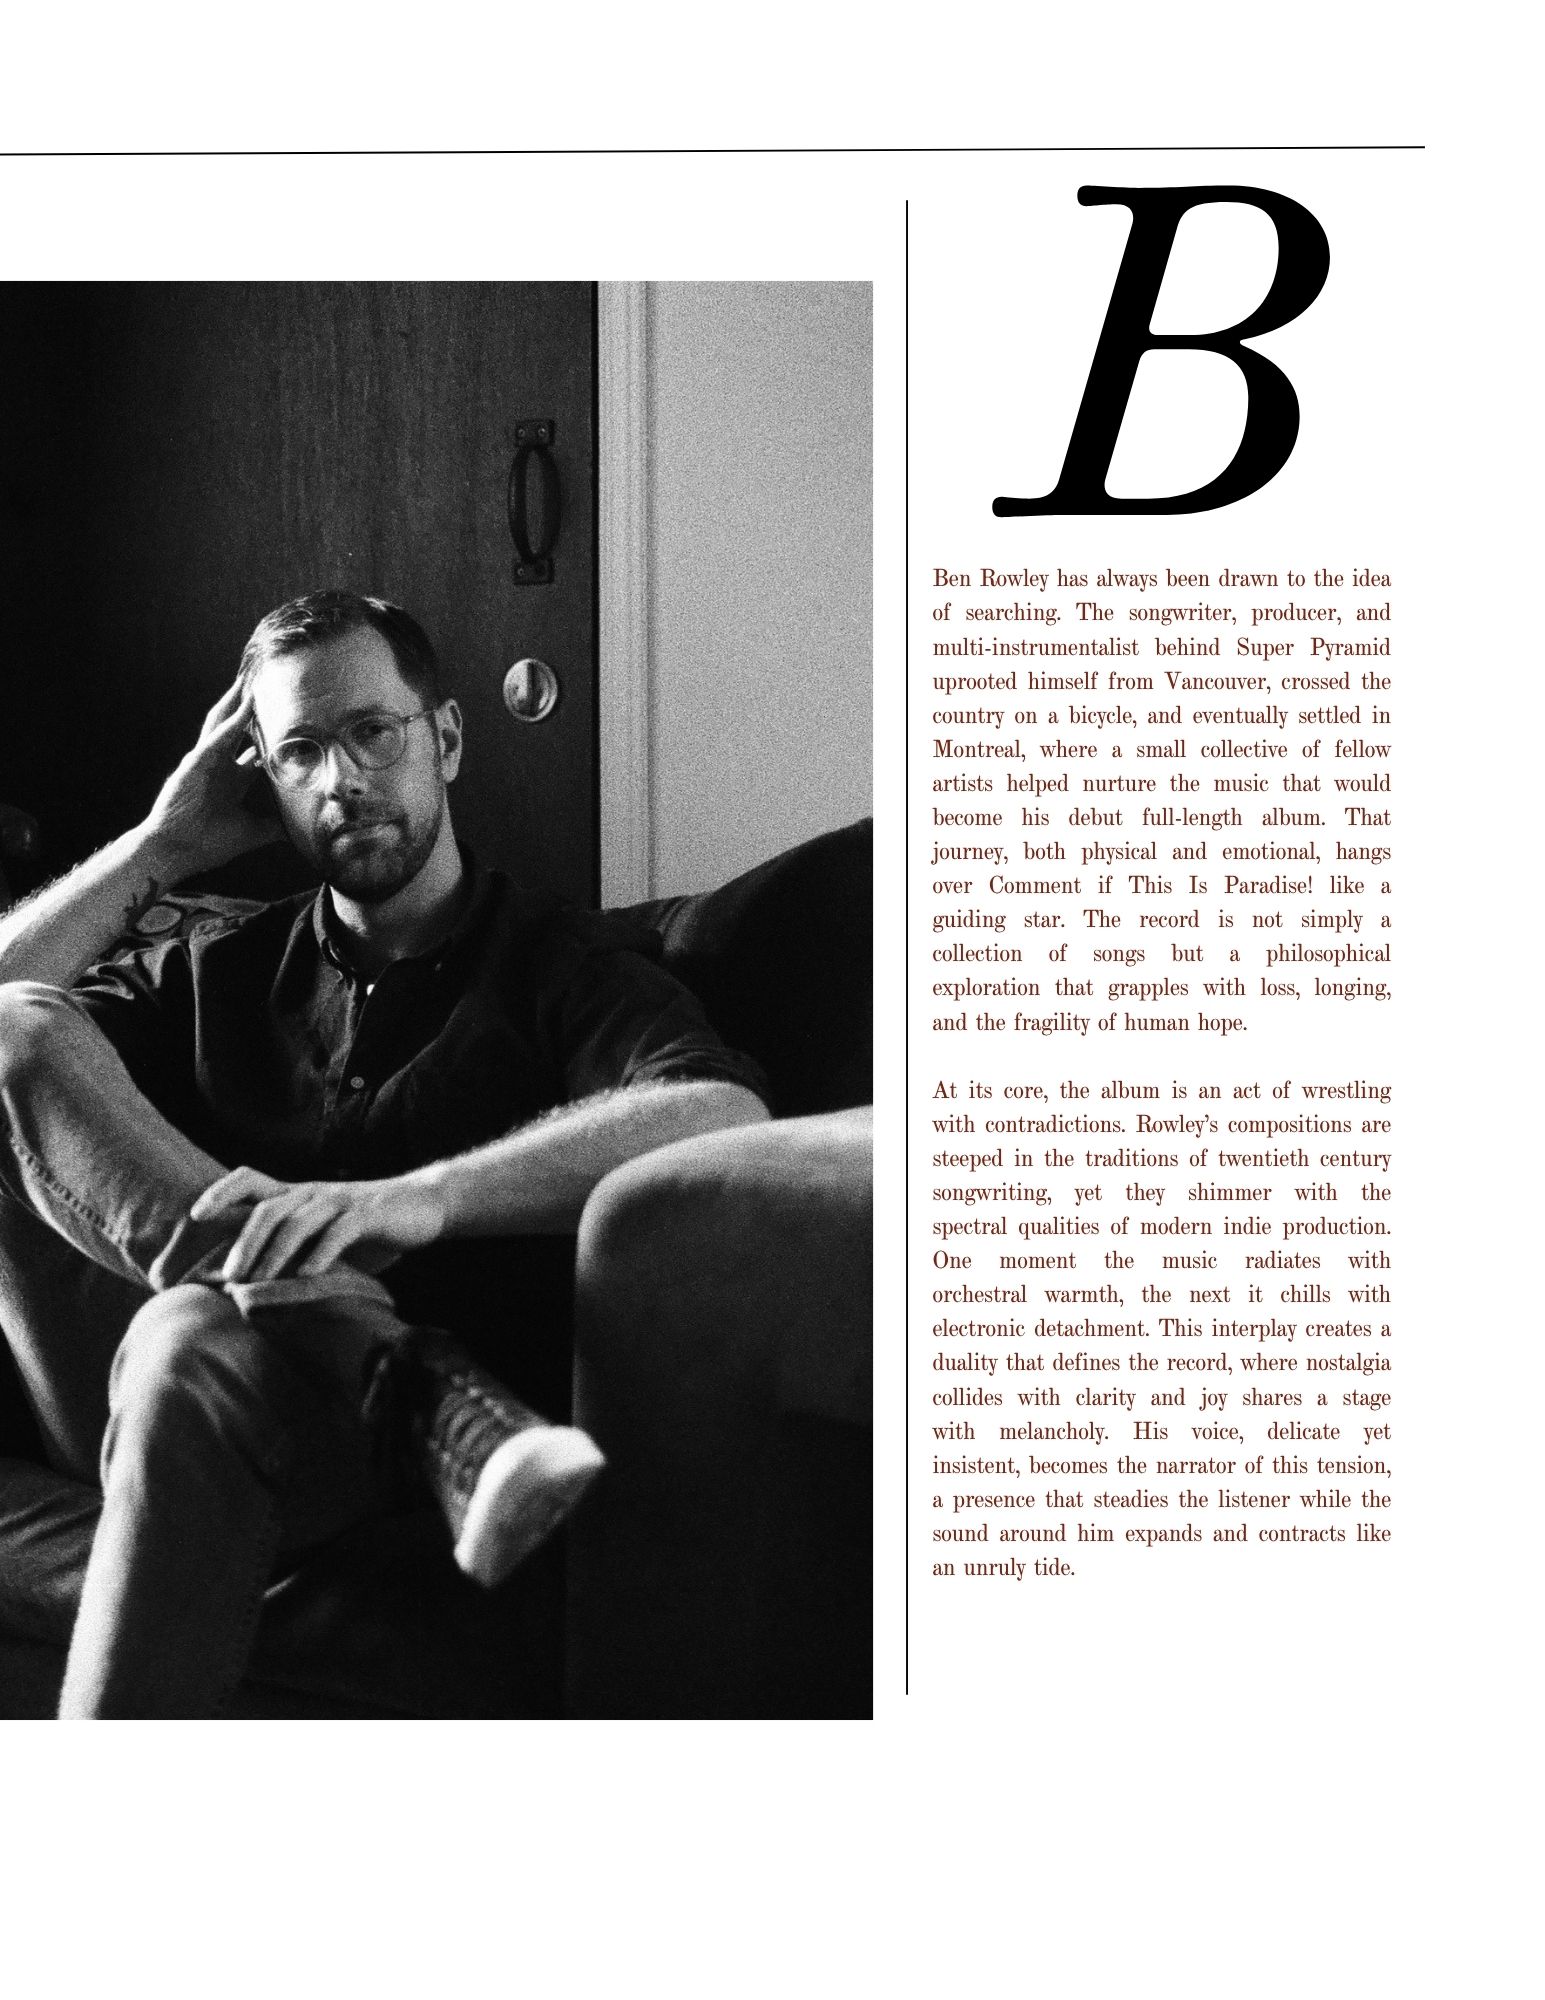 B
Ben Rowley has always been drawn to the idea
of searching. The songwriter, producer, and
multi-instrumentalist behind Super Pyramid
uprooted himself from Vancouver, crossed the
country on a bicycle, and eventually settled in
Montreal, where a small collective of fellow
artists helped nurture the music that would
become his debut full-length album. That
journey, both physical and emotional, hangs
over Comment if This Is Paradise! like a
guiding star. The record is not simply a
collection of songs but a philosophical
exploration that grapples with loss, longing,
and the fragility of human hope.

At its core, the album is an act of wrestling
with contradictions. Rowley’s compositions are
steeped in the traditions of twentieth century
songwriting, yet they shimmer with the
spectral qualities of modern indie production.
One moment the music radiates with
orchestral warmth, the next it chills with
electronic detachment. This interplay creates a
duality that defines the record, where nostalgia
collides with clarity and joy shares a stage
with melancholy. His voice, delicate yet
insistent, becomes the narrator of this tension,
a presence that steadies the listener while the
sound around him expands and contracts like
an unruly tide.